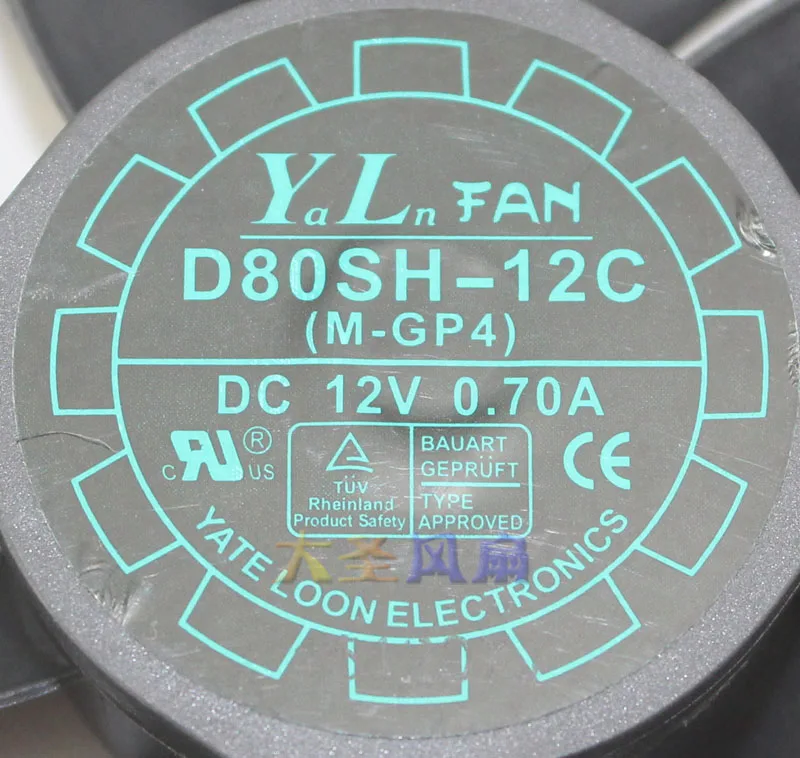 YaLn FAN
D80SH-12C
(M-GP4)
DC 12V 0.70A
c RU ® US
TÜV
Rheinland
Product Safety
BAUART
GEPRÜFT
TYPE
APPROVED
CE
大圣风扇
YATE LOON ELECTRONICS